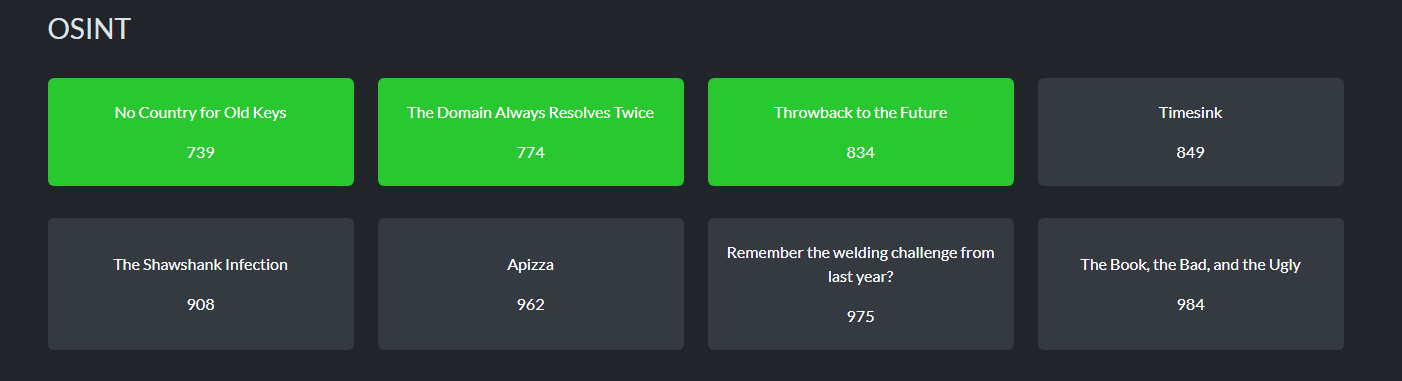 OSINT
No Country for Old Keys
739
The Domain Always Resolves Twice
774
Throwback to the Future
834
Timesink
849
The Shawshank Infection
908
Apizza
962
Remember the welding challenge from
last year?
975
The Book, the Bad, and the Ugly
984